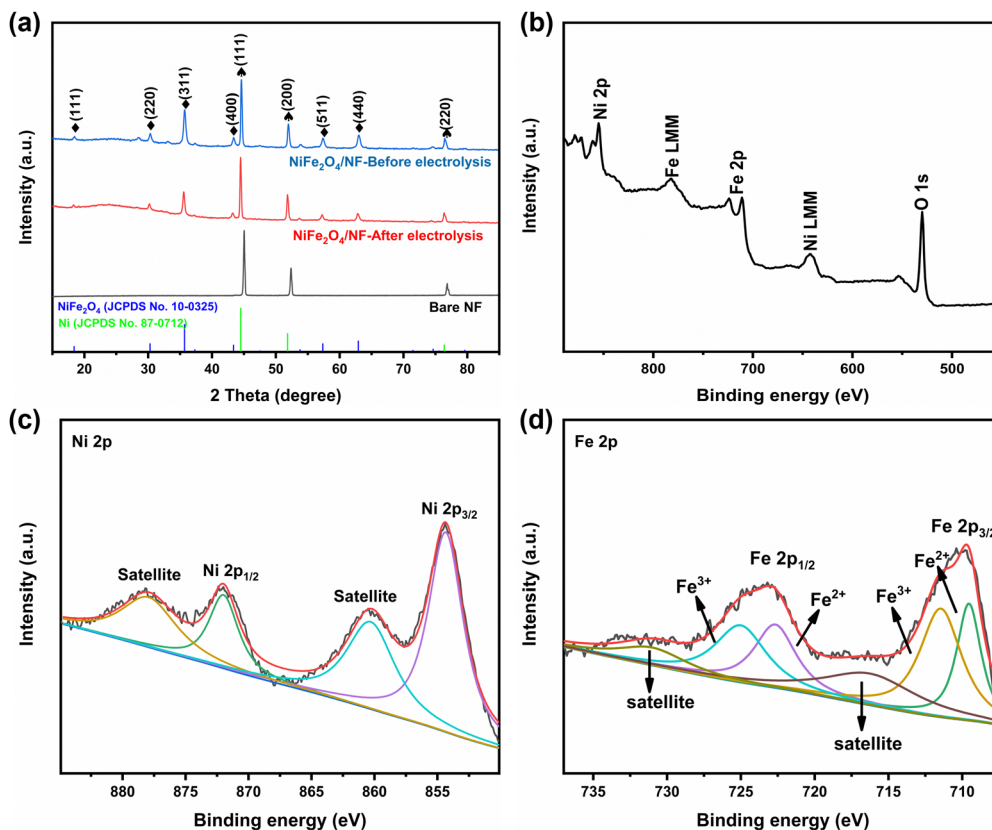 (a)
(111)
(220)
(311)
(400)
(111)
(200)
(511)
(440)
(220)
NiFe₂O₄/NF-Before electrolysis
NiFe₂O₄/NF-After electrolysis
Bare NF
NiFe₂O₄ (JCPDS No. 10-0325)
Ni (JCPDS No. 87-0712)
Intensity (a.u.)
20 30 40 50 60 70 80
2 Theta (degree)
(b)
Ni 2p
Fe LMM
Fe 2p
Ni LMM
O 1s
Intensity (a.u.)
800 700 600 500
Binding energy (eV)
(c)
Ni 2p
Satellite
Ni 2p₁/₂
Satellite
Ni 2p₃/₂
Intensity (a.u.)
880 875 870 865 860 855
Binding energy (eV)
(d)
Fe 2p
Fe 2p₁/₂
Fe 2p₃/₂
Fe³⁺
Fe²⁺
Fe³⁺
Fe²⁺
satellite
satellite
Intensity (a.u.)
735 730 725 720 715 710
Binding energy (eV)